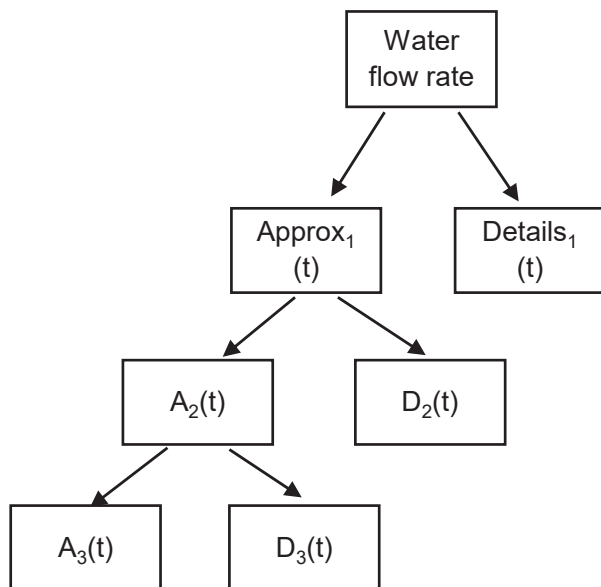 Water
flow rate
Approx₁
(t)
Details₁
(t)
A₂(t)
D₂(t)
A₃(t)
D₃(t)